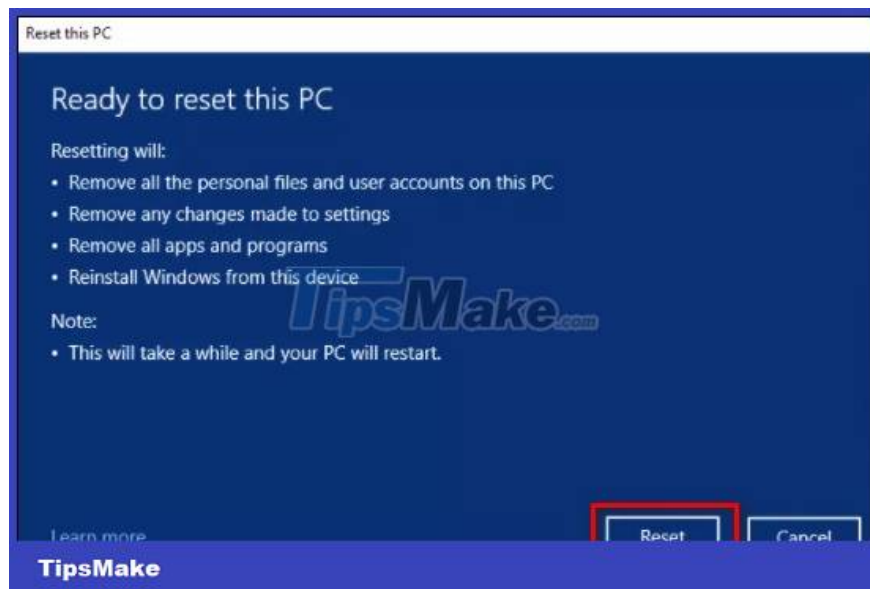 Reset this PC
Ready to reset this PC
Resetting will:
• Remove all the personal files and user accounts on this PC
• Remove any changes made to settings
• Remove all apps and programs
• Reinstall Windows from this device
TipsMake.com
Note:
• This will take a while and your PC will restart.
Learn more
Reset Cancel
TipsMake